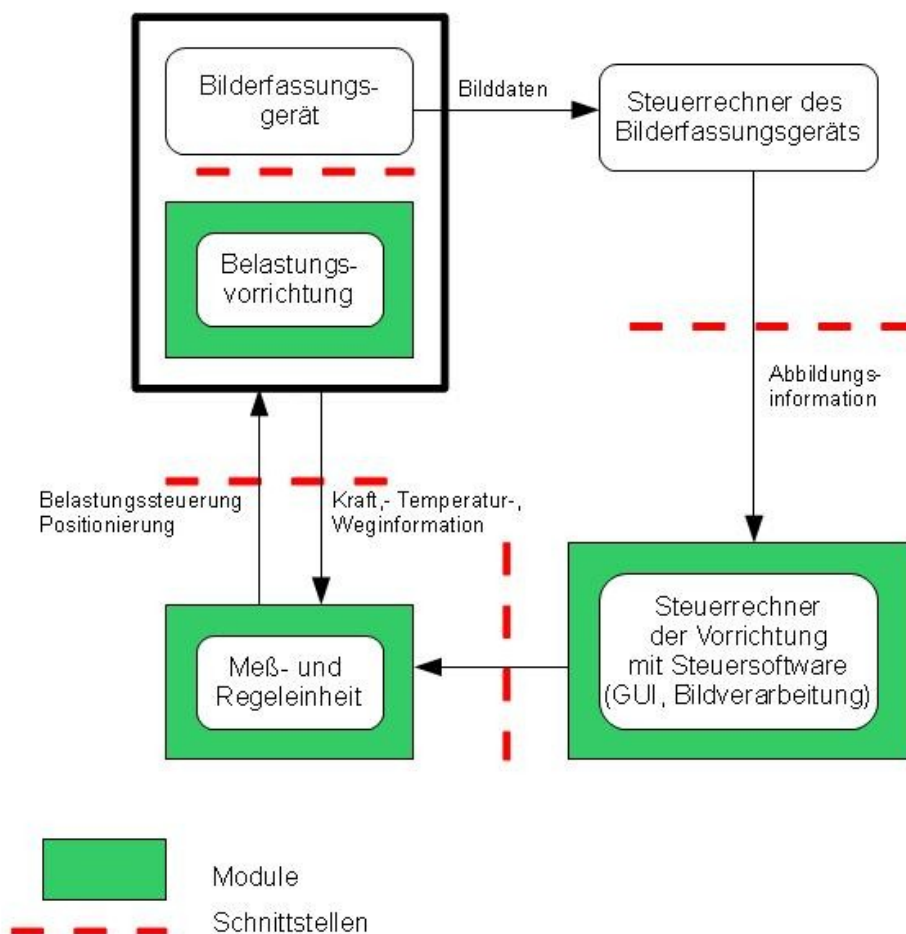 Bilderfassungs-
gerät
Bilddaten
Steuerrechner des
Bilderfassungsgeräts
Belastungs-
vorrichtung
Abbildungs-
information
Belastungssteuerung
Positionierung
Kraft,- Temperatur-,
Weginformation
Meß- und
Regeleinheit
Steuerrechner
der Vorrichtung
mit Steuersoftware
(GUI, Bildverarbeitung)
Module
Schnittstellen